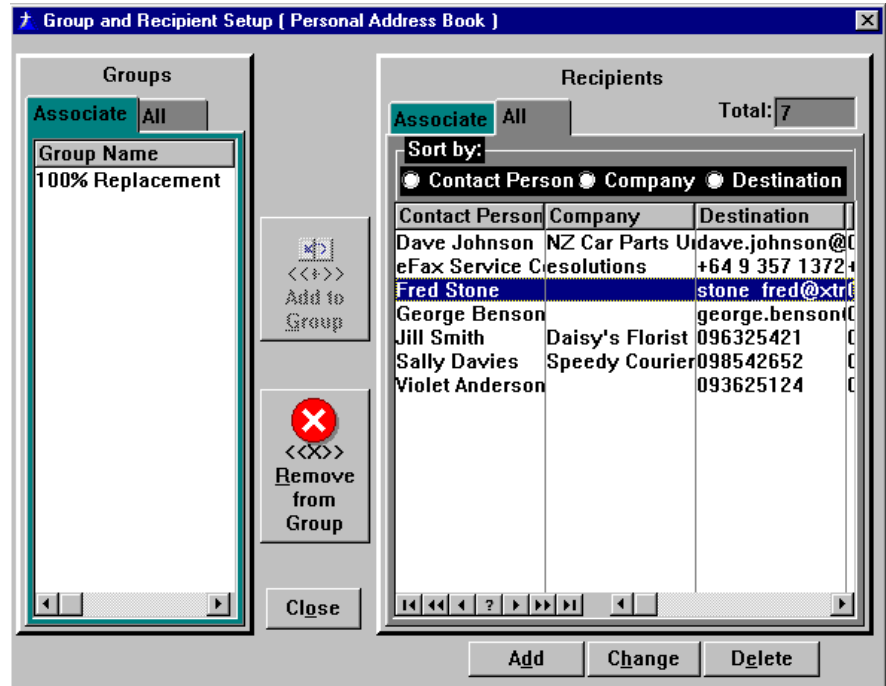 Group and Recipient Setup ( Personal Address Book )
Groups
Associate All
Group Name
100% Replacement
<<+>>
Add to
Group
<<X>>
Remove
from
Group
Close
Recipients
Associate All Total: 7
Sort by:
Contact Person Company Destination
Contact Person Company Destination
Dave Johnson NZ Car Parts dave.johnson@
eFax Service esolutions +64 9 357 1372
Fred Stone stone_fred@xtr
George Benson george.benson
Jill Smith Daisy's Florist 096325421
Sally Davies Speedy Courier 098542652
Violet Anderson 093625124
?
Add Change Delete